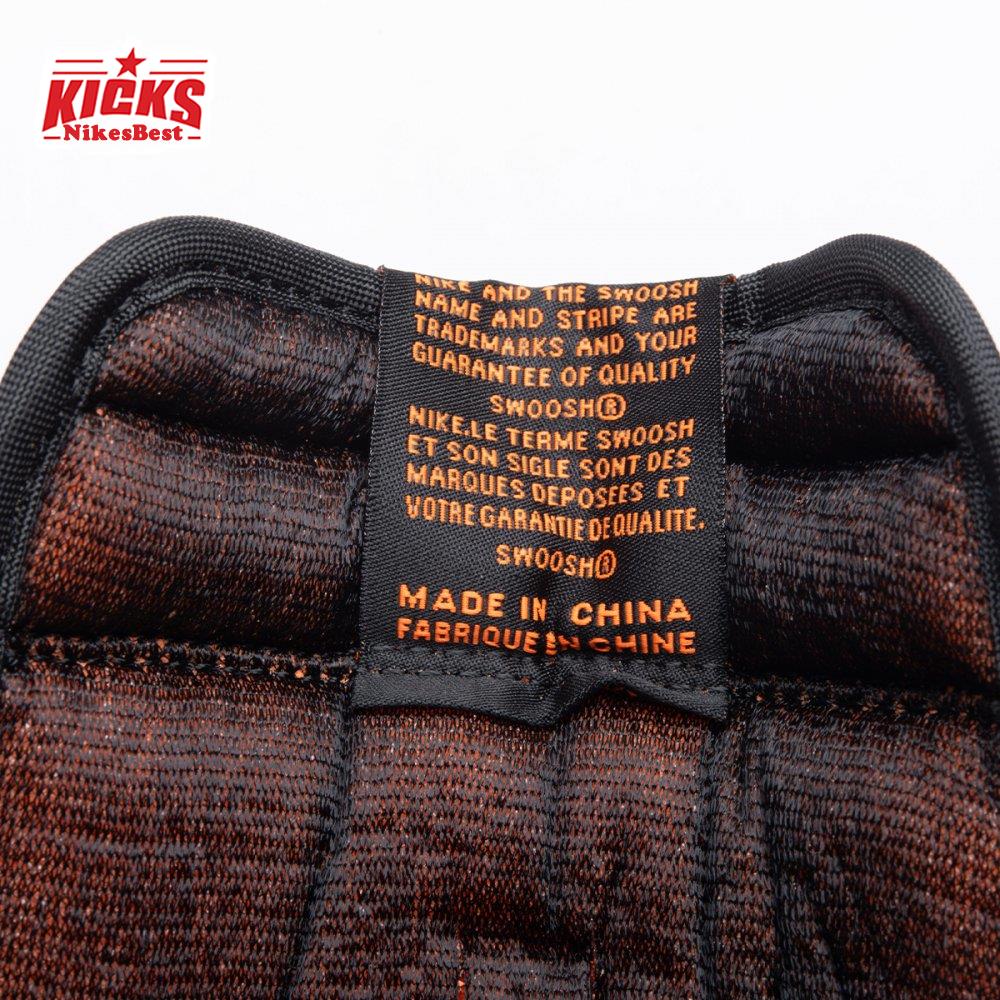 KICKS
NikesBest
NIKE AND THE SWOOSH
NAME AND STRIPE ARE
TRADEMARKS AND YOUR
GUARANTEE OF QUALITY
SWOOSH®
NIKE.LE TERME SWOOSH
ET SON SIGLE SONT DES
MARQUES DEPOSEES ET
VOTRE GARANTIE DE QUALITE.
SWOOSH®
MADE IN CHINA
FABRIQUE EN CHINE